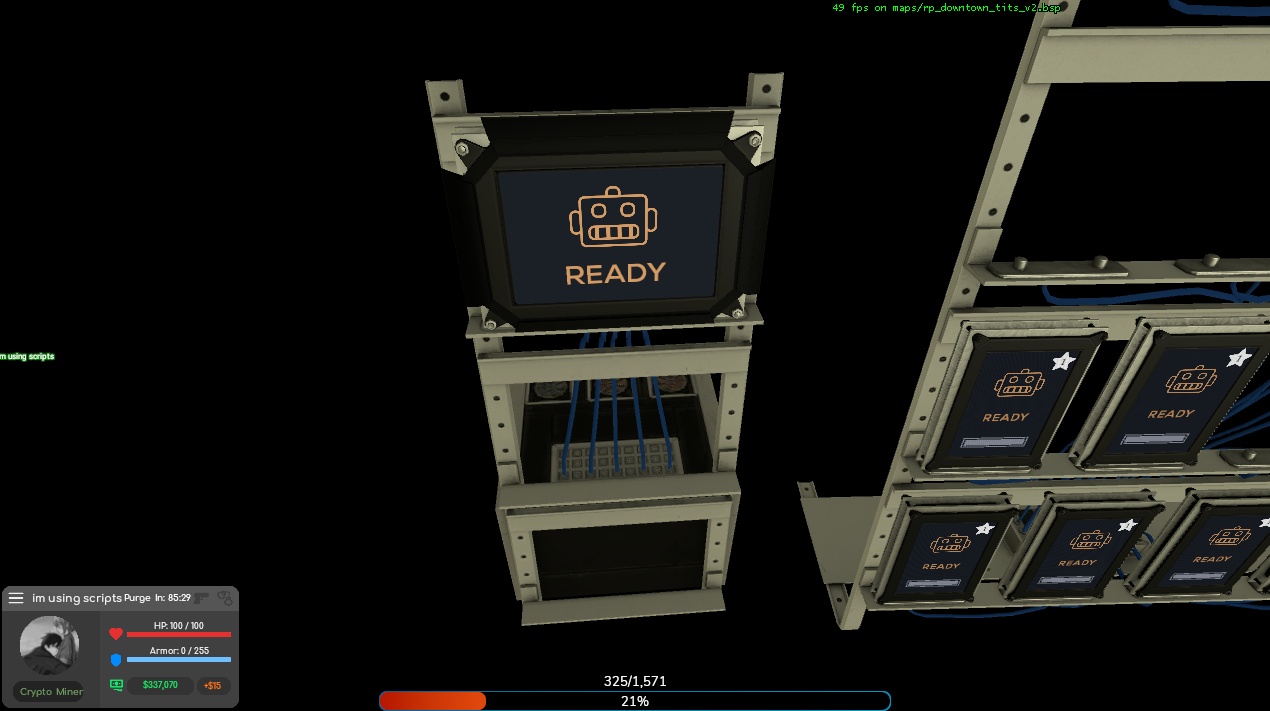 49 fps on maps/rp_downtown_tits_v2.bsp
READY
READY
READY
READY
READY
READY
m using scripts
im using scripts Purge In: 85:29
HP: 100 / 100
Armor: 0 / 255
$337,070 +$15
Crypto Miner
325/1,571
21%